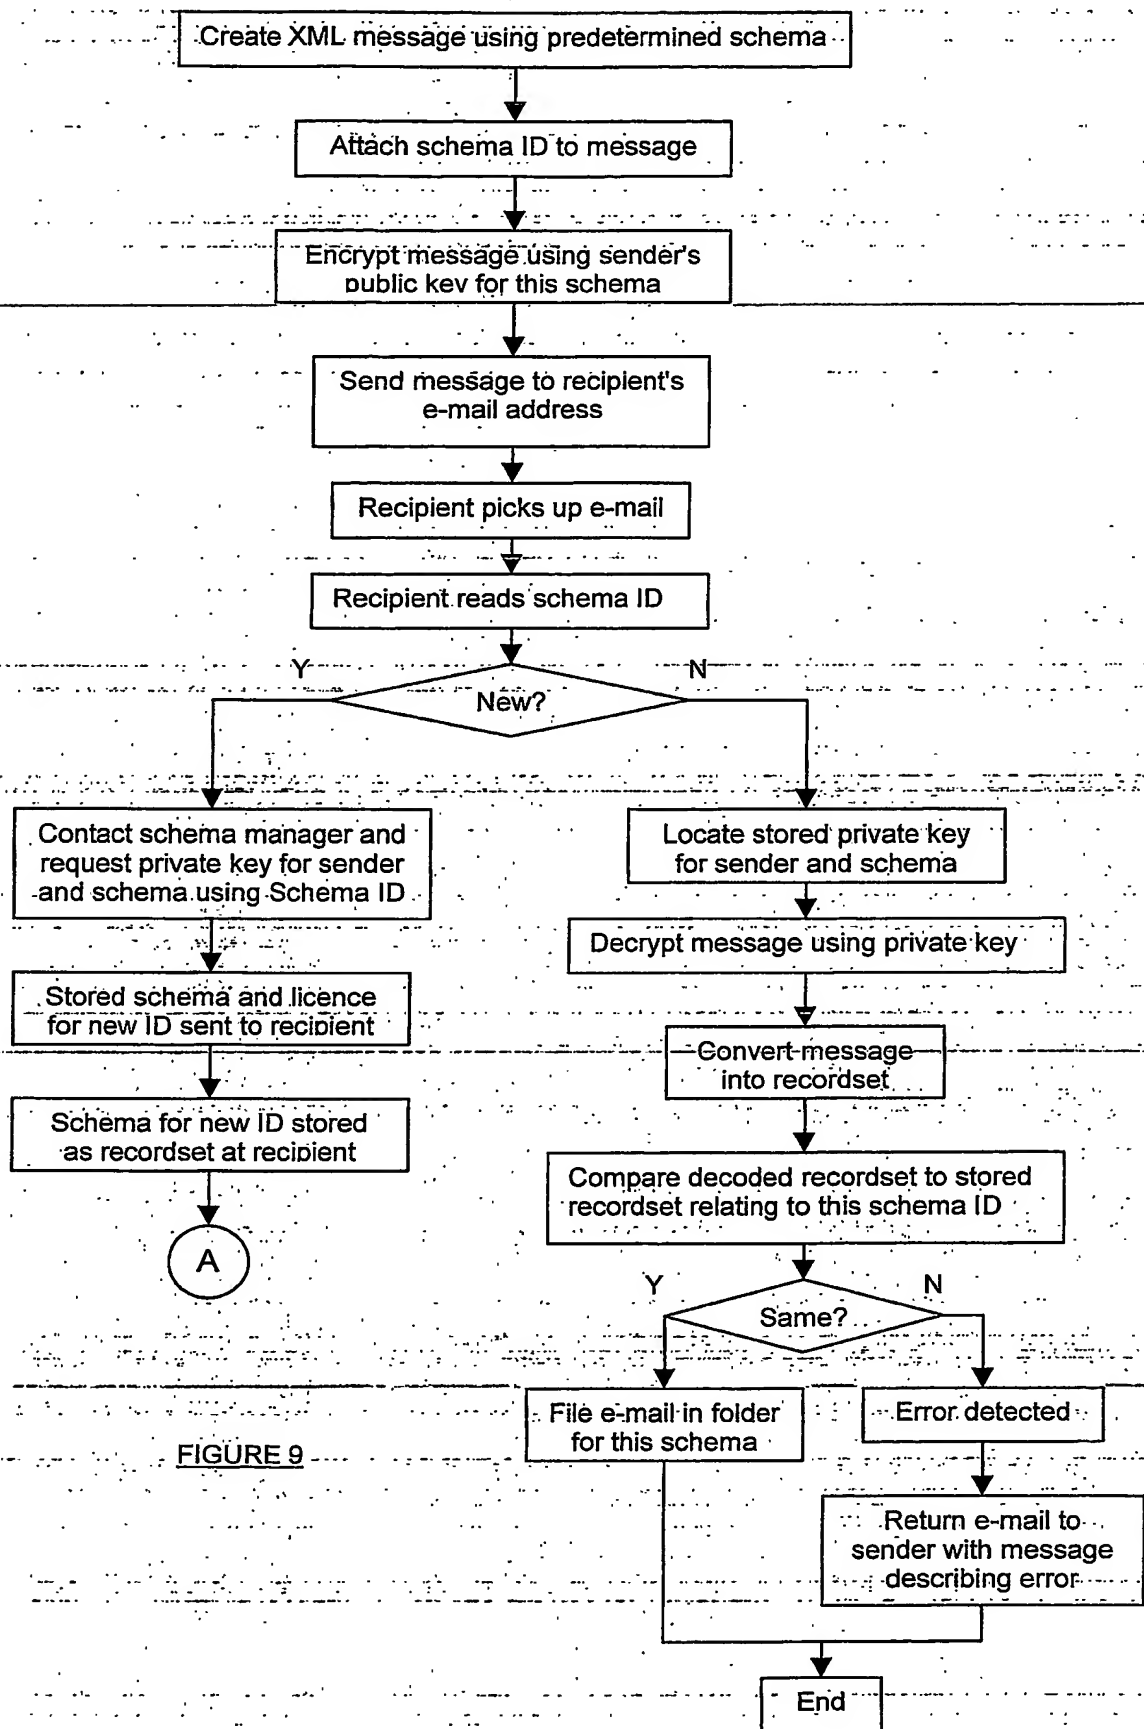 Create XML message using predetermined schema
Attach schema ID to message
Encrypt message using sender's
public key for this schema
Send message to recipient's
e-mail address
Recipient picks up e-mail
Recipient reads schema ID
Y
N
New?
Contact schema manager and
request private key for sender
and schema using Schema ID
Stored schema and licence
for new ID sent to recipient
Schema for new ID stored
as recordset at recipient
A
Locate stored private key
for sender and schema
Decrypt message using private key
Convert message
into recordset
Compare decoded recordset to stored
recordset relating to this schema ID
Y
N
Same?
File e-mail in folder
for this schema
Error detected
Return e-mail to
sender with message
describing error
End
FIGURE 9